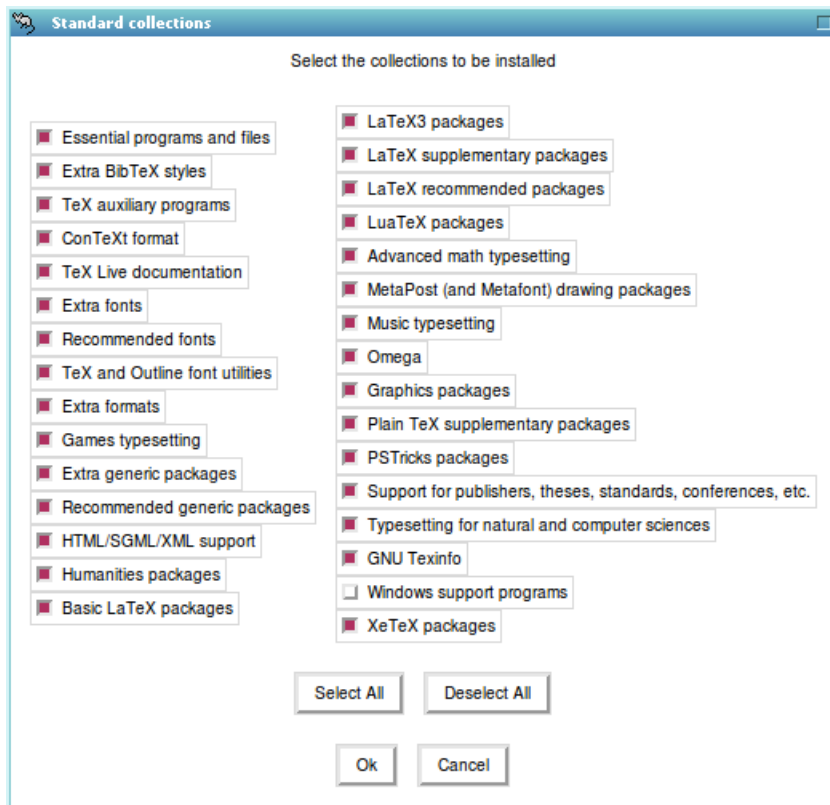 Standard collections
Select the collections to be installed
Essential programs and files
Extra BibTeX styles
TeX auxiliary programs
ConTeXt format
TeX Live documentation
Extra fonts
Recommended fonts
TeX and Outline font utilities
Extra formats
Games typesetting
Extra generic packages
Recommended generic packages
HTML/SGML/XML support
Humanities packages
Basic LaTeX packages
LaTeX3 packages
LaTeX supplementary packages
LaTeX recommended packages
LuaTeX packages
Advanced math typesetting
MetaPost (and Metafont) drawing packages
Music typesetting
Omega
Graphics packages
Plain TeX supplementary packages
PSTricks packages
Support for publishers, theses, standards, conferences, etc.
Typesetting for natural and computer sciences
GNU Texinfo
Windows support programs
XeTeX packages
Select All
Deselect All
Ok
Cancel